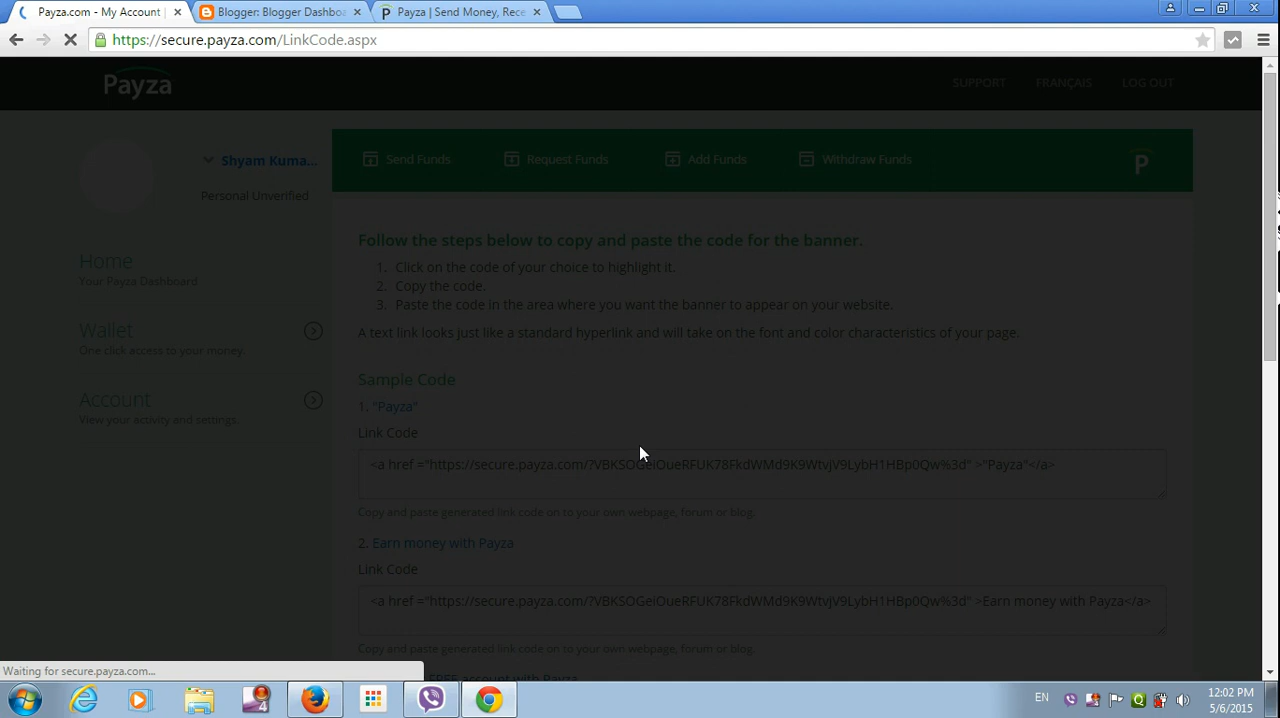 Payza.com - My Account
Blogger: Blogger Dashbo
Payza | Send Money, Rece
https://secure.payza.com/LinkCode.aspx
Payza
SUPPORT FRANÇAIS LOG OUT
Shyam Kuma...
Personal Unverified
Send Funds Request Funds Add Funds Withdraw Funds
P
Home
Your Payza Dashboard
Wallet
One click access to your money.
Account
View your activity and settings.
Follow the steps below to copy and paste the code for the banner.
1. Click on the code of your choice to highlight it.
2. Copy the code.
3. Paste the code in the area where you want the banner to appear on your website.
A text link looks just like a standard hyperlink and will take on the font and color characteristics of your page.
Sample Code
1. "Payza"
Link Code
<a href ="https://secure.payza.com/?VBKSOGeiOueRFUK78FkdWMd9K9WtvjV9LybH1HBp0Qw%3d" >"Payza"</a>
Copy and paste generated link code on to your own webpage, forum or blog.
2. Earn money with Payza
Link Code
<a href ="https://secure.payza.com/?VBKSOGeiOueRFUK78FkdWMd9K9WtvjV9LybH1HBp0Qw%3d" >Earn money with Payza</a>
Copy and paste generated link code on to your own webpage, forum or blog.
FREE account with Payza
Waiting for secure.payza.com...
4
EN
12:02 PM
5/6/2015